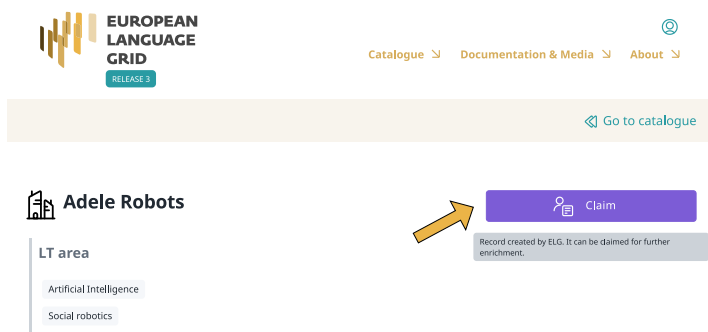 EUROPEAN
LANGUAGE
GRID
RELEASE 3
Catalogue
Documentation & Media
About
Go to catalogue
Adele Robots
Claim
Record created by ELG. It can be claimed for further
enrichment.
LT area
Artificial Intelligence
Social robotics